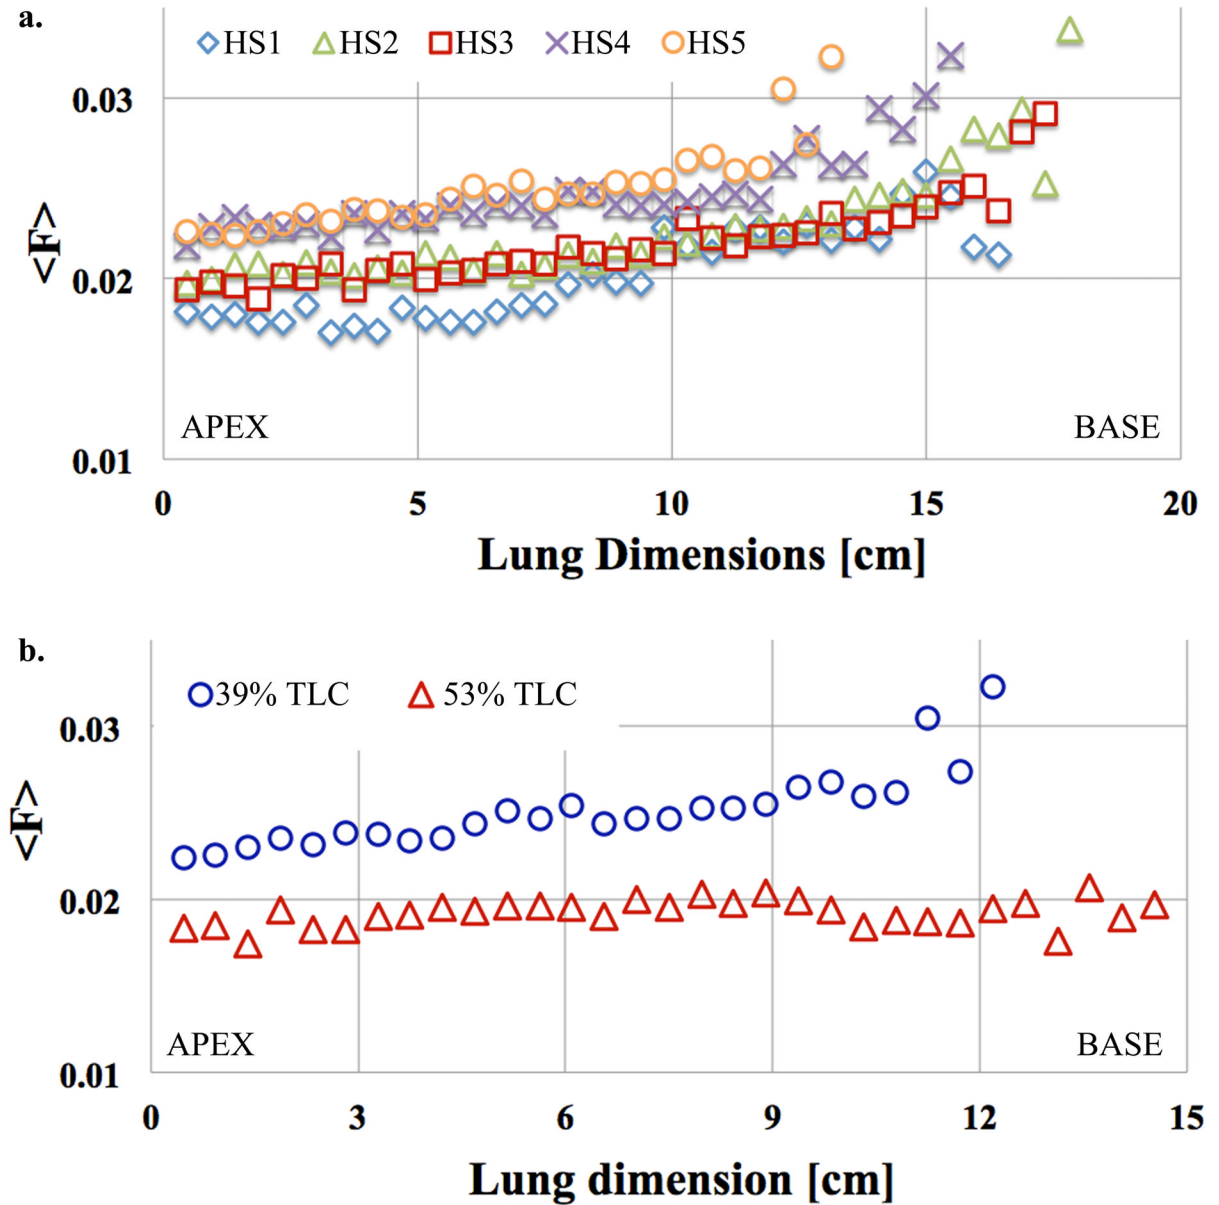 a.
HS1 HS2 HS3 HS4 HS5
0.03
<F>
0.02
APEX BASE
0.01
0 5 10 15 20
Lung Dimensions [cm]
b.
39% TLC 53% TLC
0.03
<F>
0.02
APEX BASE
0.01
0 3 6 9 12 15
Lung dimension [cm]